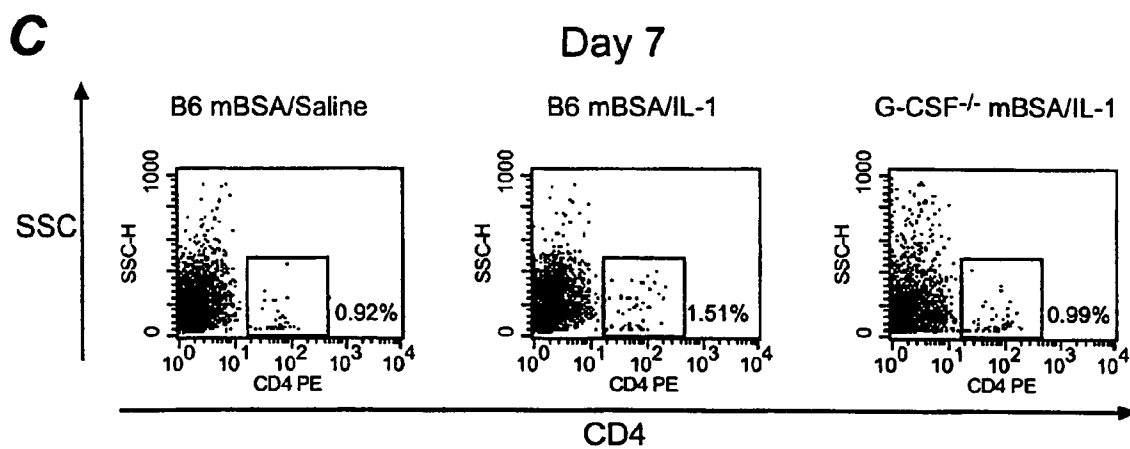 C
Day 7
B6 mBSA/Saline
B6 mBSA/IL-1
G-CSF-/- mBSA/IL-1
SSC
1000
SSC-H
0
0.92%
10^0 10^1 10^2 10^3 10^4
CD4 PE
1000
SSC-H
0
1.51%
10^0 10^1 10^2 10^3 10^4
CD4 PE
1000
SSC-H
0
0.99%
10^0 10^1 10^2 10^3 10^4
CD4 PE
CD4